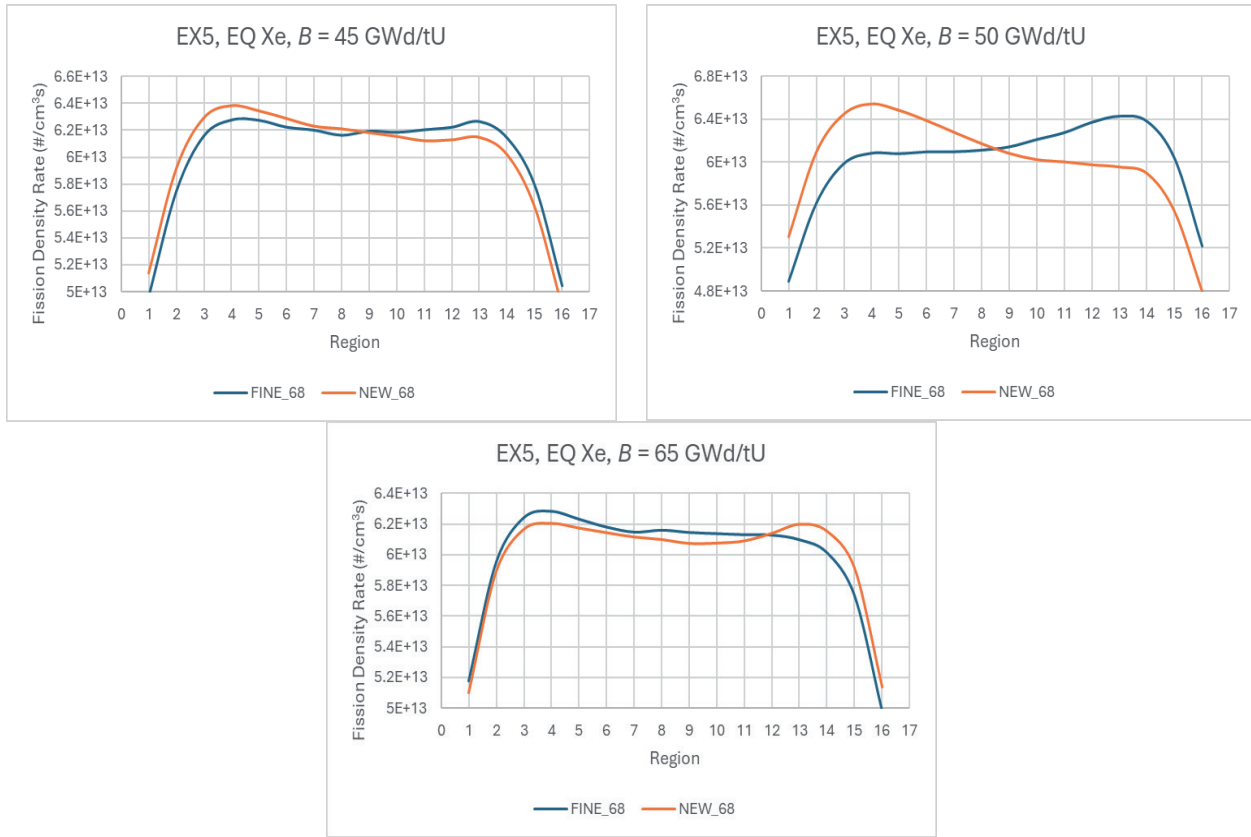 EX5, EQ Xe, B = 45 GWd/tU
Fission Density Rate (#/cm³s)
6.6E+13
6.4E+13
6.2E+13
6E+13
5.8E+13
5.6E+13
5.4E+13
5.2E+13
5E+13
0 1 2 3 4 5 6 7 8 9 10 11 12 13 14 15 16 17
Region
FINE_68 NEW_68
EX5, EQ Xe, B = 50 GWd/tU
Fission Density Rate (#/cm³s)
6.8E+13
6.4E+13
6E+13
5.6E+13
5.2E+13
4.8E+13
0 1 2 3 4 5 6 7 8 9 10 11 12 13 14 15 16 17
Region
FINE_68 NEW_68
EX5, EQ Xe, B = 65 GWd/tU
Fission Density Rate (#/cm³s)
6.4E+13
6.2E+13
6E+13
5.8E+13
5.6E+13
5.4E+13
5.2E+13
5E+13
0 1 2 3 4 5 6 7 8 9 10 11 12 13 14 15 16 17
Region
FINE_68 NEW_68